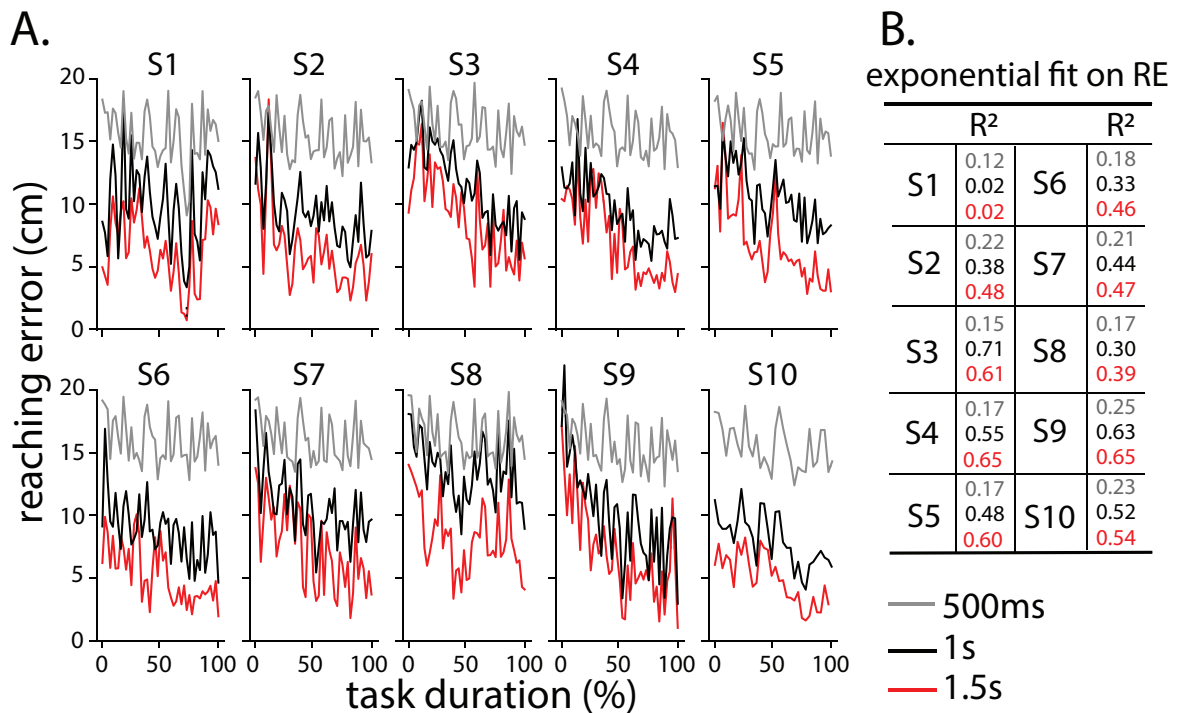 A.
S1 S2 S3 S4 S5
20
15
10
5
0
S6 S7 S8 S9 S10
20
15
10
5
0
0 50 100 0 50 100 0 50 100 0 50 100 0 50 100
reaching errror (cm)
task duration (%)
B.
exponential fit on RE
R² R²
S1 0.12 0.02 0.02 S6 0.18 0.33 0.46
S2 0.22 0.38 0.48 S7 0.21 0.44 0.47
S3 0.15 0.71 0.61 S8 0.17 0.30 0.39
S4 0.17 0.55 0.65 S9 0.25 0.63 0.65
S5 0.17 0.48 0.60 S10 0.23 0.52 0.54
500ms
1s
1.5s